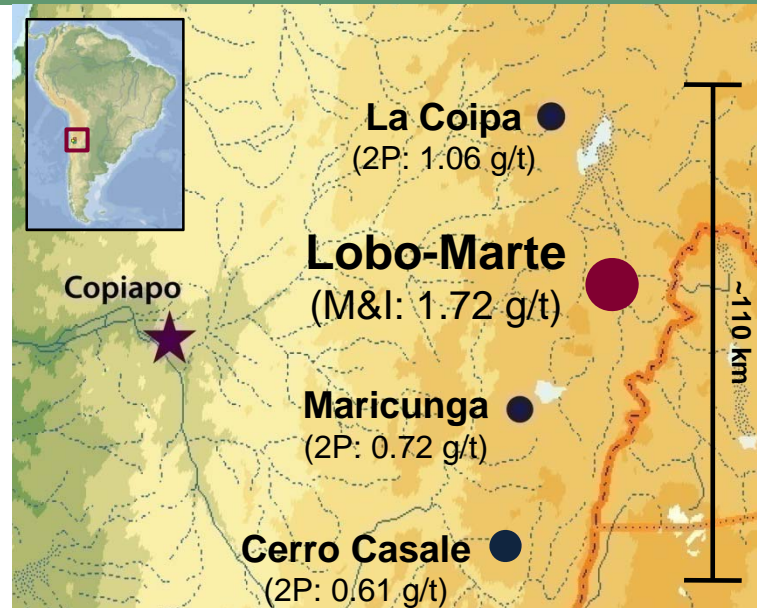 La Coipa
(2P: 1.06 g/t)
Lobo-Marte
(M&I: 1.72 g/t)
Copiapo
~110 km
Maricunga
(2P: 0.72 g/t)
Cerro Casale
(2P: 0.61 g/t)